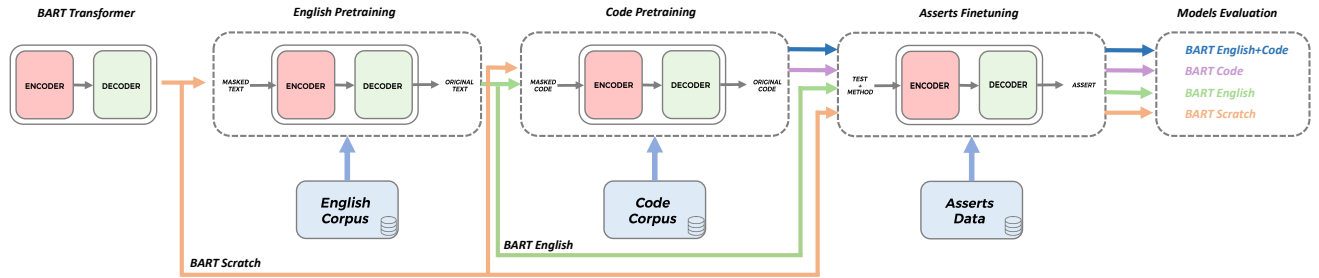 BART Transformer
English Pretraining
Code Pretraining
Asserts Finetuning
Models Evaluation
ENCODER
DECODER
MASKED
TEXT
ENCODER
DECODER
ORIGINAL
TEXT
MASKED
CODE
ENCODER
DECODER
ORIGINAL
CODE
TEST
+
METHOD
ENCODER
DECODER
ASSERT
BART English+Code
BART Code
BART English
BART Scratch
English
Corpus
Code
Corpus
Asserts
Data
BART English
BART Scratch